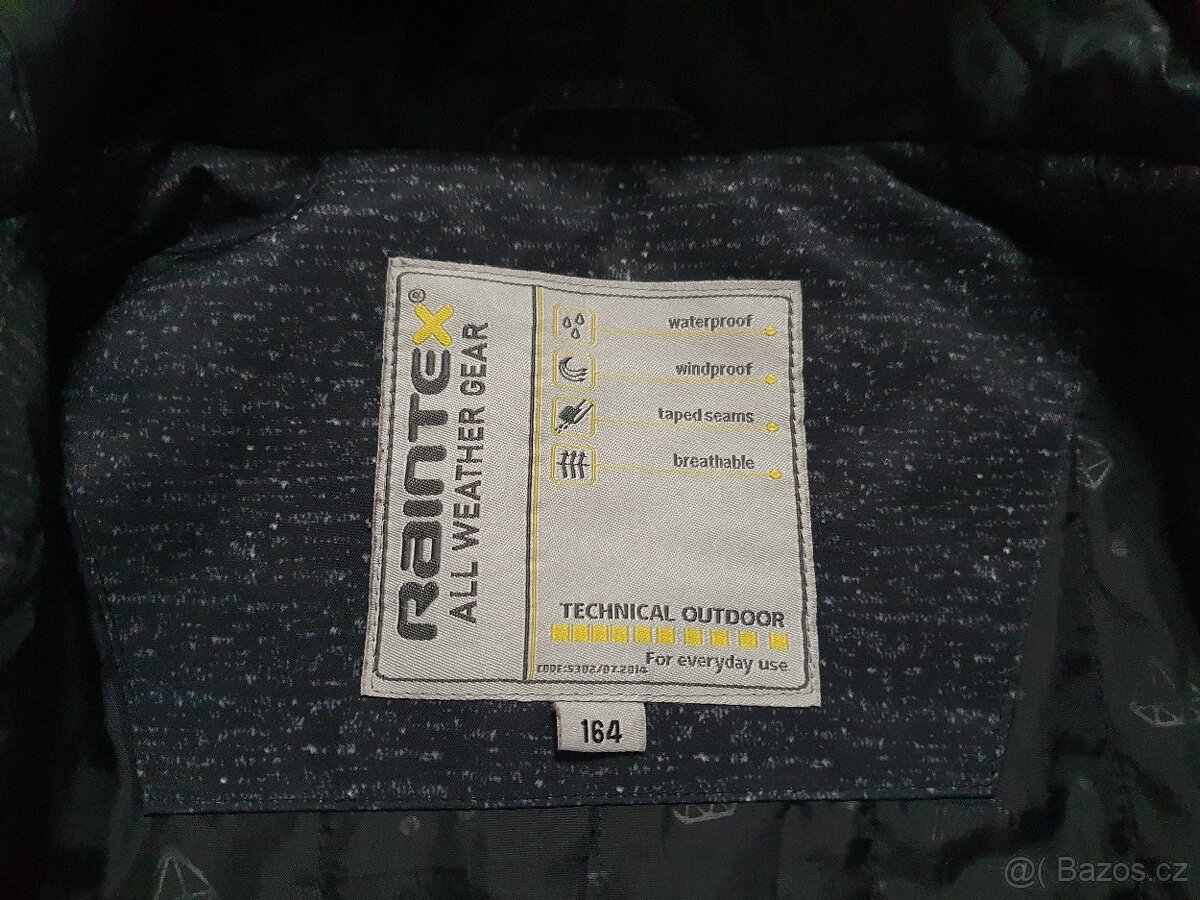 RaINTEX®
ALL WEATHER GEAR
waterproof
windproof
taped seams
breathable
TECHNICAL OUTDOOR
For everyday use
CODE:5302/07.2014
164
@( Bazos.cz